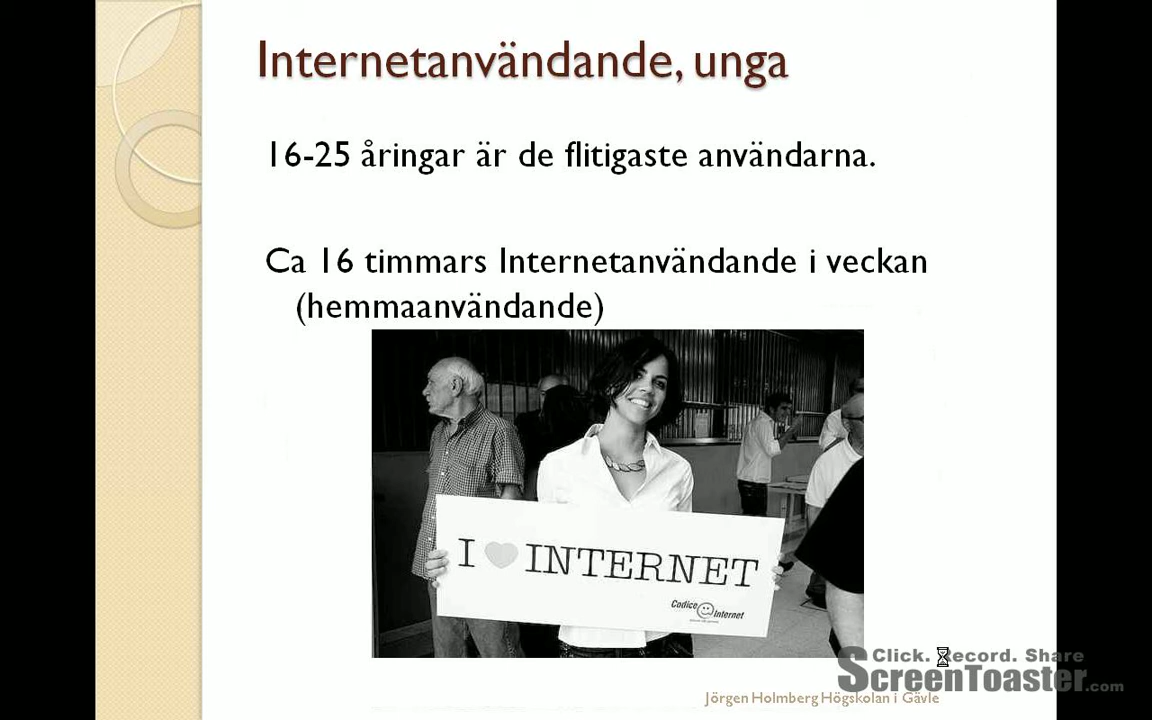 Internetanvändande, unga
16-25 åringar är de flitigaste användarna.
Ca 16 timmars Internetanvändande i veckan
(hemmaanvändande)
I ♥ INTERNET
Codice Internet
Click. Record. Share
ScreenToaster.com
Jörgen Holmberg Högskolan i Gävle